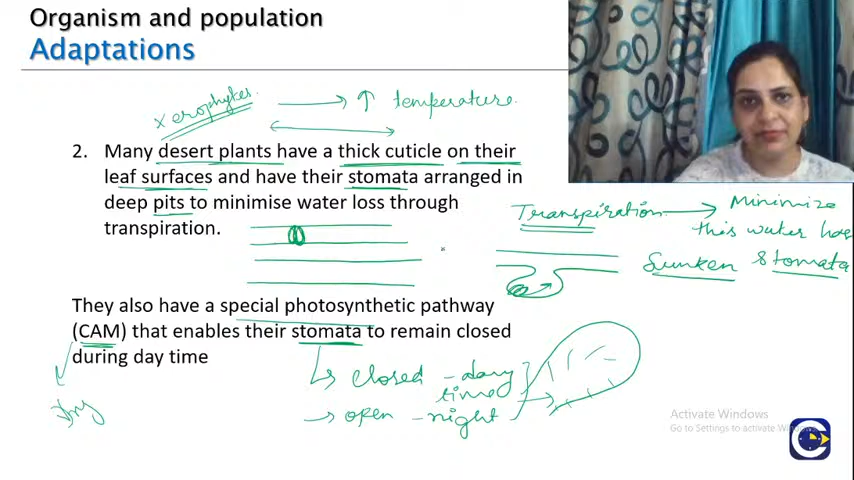 Organism and population
Adaptations
xerophytes → ↑ temperature.
2. Many desert plants have a thick cuticle on their
leaf surfaces and have their stomata arranged in
deep pits to minimise water loss through
transpiration.
Transpiration → Minimize
this water
Sunken Stomata
They also have a special photosynthetic pathway
(CAM) that enables their stomata to remain closed
during day time
closed - day
time
→ open - night
Activate Windows
Go to Settings to activate